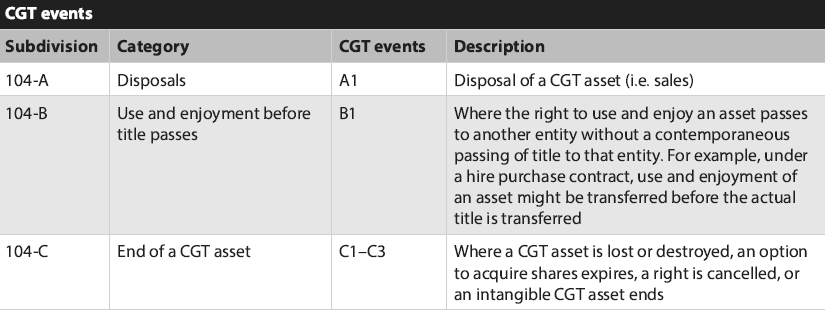 CGT events
Subdivision Category CGT events Description
104-A Disposals A1 Disposal of a CGT asset (i.e. sales)
104-B Use and enjoyment before B1 Where the right to use and enjoy an asset passes
title passes to another entity without a contemporaneous
passing of title to that entity. For example, under
a hire purchase contract, use and enjoyment of
an asset might be transferred before the actual
title is transferred
104-C End of a CGT asset C1–C3 Where a CGT asset is lost or destroyed, an option
to acquire shares expires, a right is cancelled, or
an intangible CGT asset ends